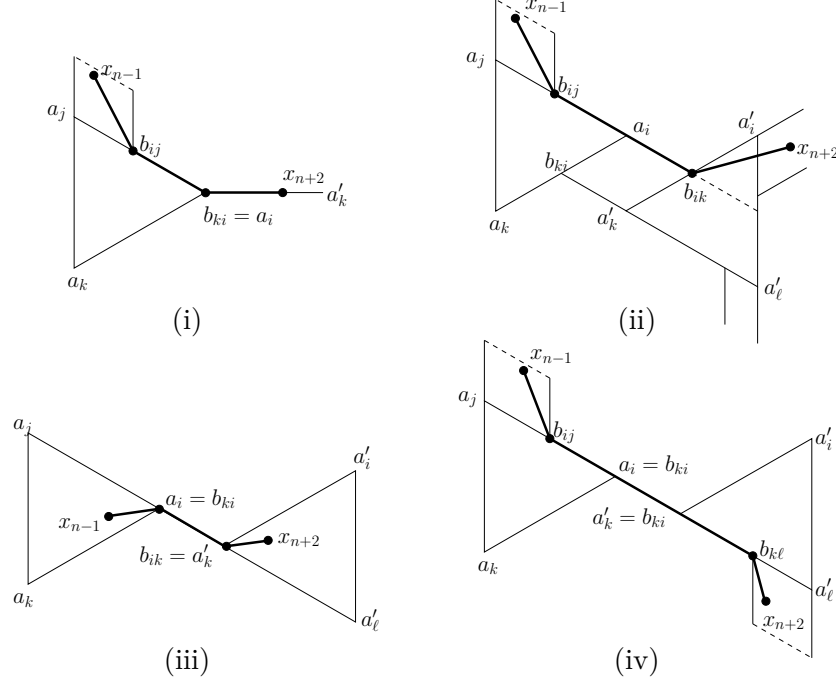 x_{n−1}
a_j
b_{ij}
x_{n+2}
b_{ki} = a_i
a'_k
a_k
(i)
x_{n−1}
a_j
b_{ij}
a_i
a'_i
b_{ki}
x_{n+2}
b_{ik}
a_k
a'_k
a'_ℓ
(ii)
a_j
a'_i
a_i = b_{ki}
x_{n−1}
x_{n+2}
b_{ik} = a'_k
a_k
a'_ℓ
(iii)
x_{n−1}
a_j
b_{ij}
a'_i
a_i = b_{ki}
a'_k = b_{ki}
a_k
b_{kℓ}
a'_ℓ
x_{n+2}
(iv)